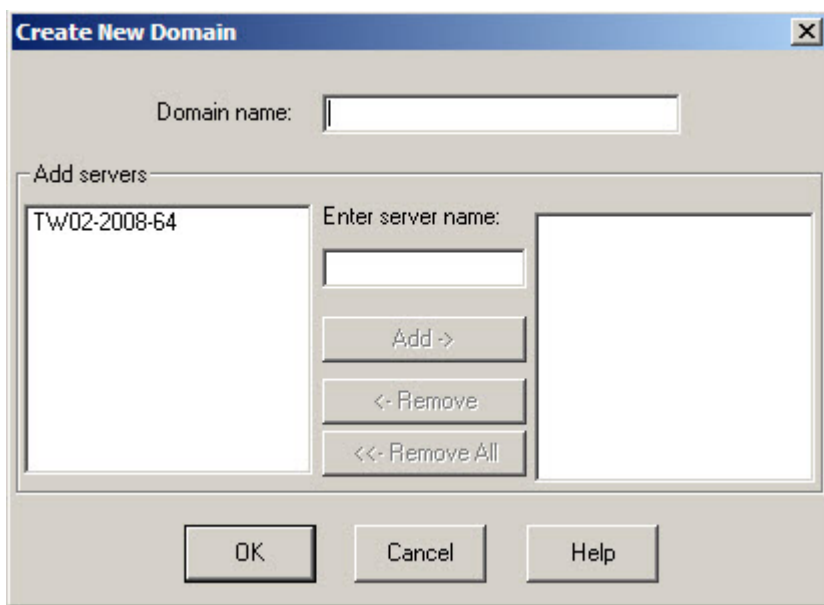 Create New Domain
Domain name:
Add servers
TW02-2008-64
Enter server name:
Add ->
<- Remove
<<- Remove All
OK
Cancel
Help